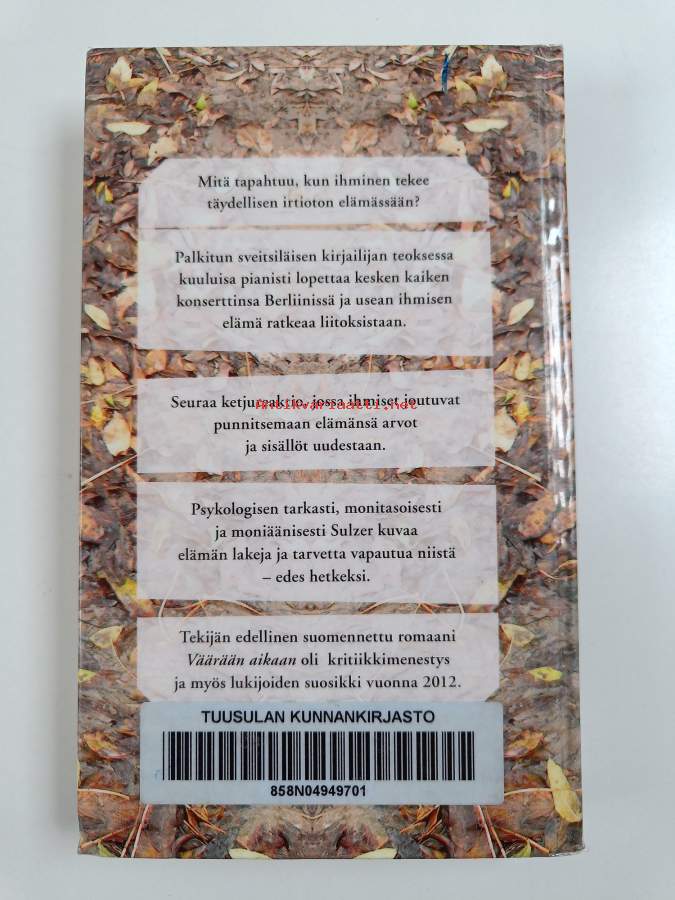 Mitä tapahtuu, kun ihminen tekee
täydellisen irtioton elämässään?
Palkitun sveitsiläisen kirjailijan teoksessa
kuuluisa pianisti lopettaa kesken kaiken
konserttinsa Berliinissä ja usean ihmisen
elämä ratkeaa liitoksistaan.
Seuraa ketjureaktio, jossa ihmiset joutuvat
Antikvariaatti.net
punnitsemaan elämänsä arvot
ja sisällöt uudestaan.
Psykologisen tarkasti, monitasoisesti
ja moniäänisesti Sulzer kuvaa
elämän lakeja ja tarvetta vapautua niistä
– edes hetkeksi.
Tekijän edellinen suomennettu romaani
Väärään aikaan oli kritiikkimenestys
ja myös lukijoiden suosikki vuonna 2012.
TUUSULAN KUNNANKIRJASTO
858N04949701